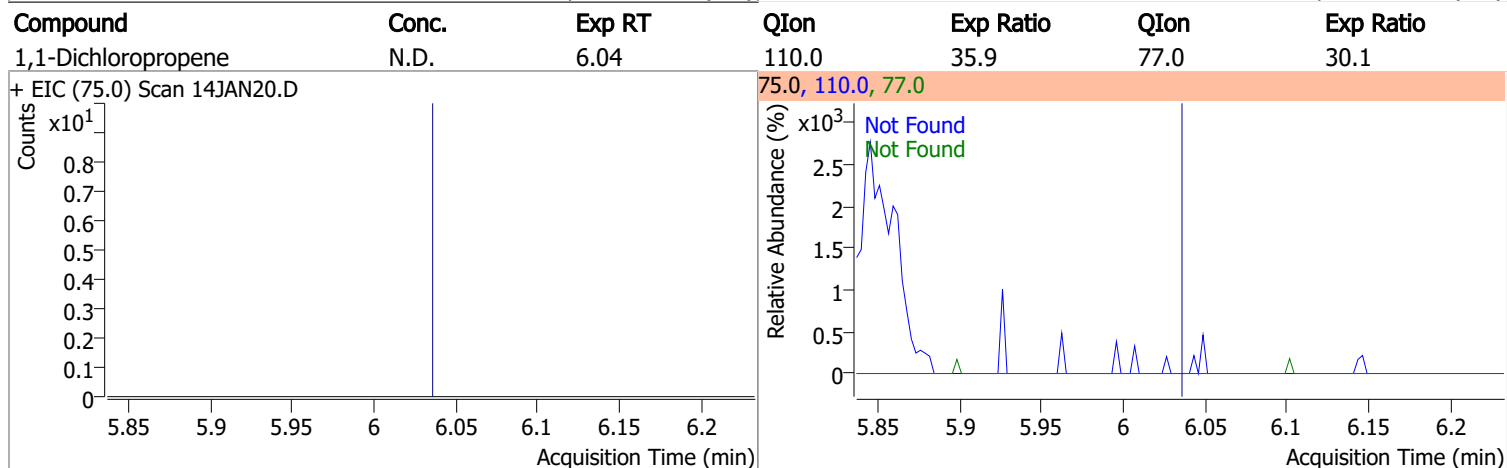 Compound Conc. Exp RT QIon Exp Ratio QIon Exp Ratio
1,1-Dichloropropene N.D. 6.04 110.0 35.9 77.0 30.1
+ EIC (75.0) Scan 14JAN20.D
Counts
x10¹
0.8
0.7
0.6
0.5
0.4
0.3
0.2
0.1
0
5.85 5.9 5.95 6 6.05 6.1 6.15 6.2
Acquisition Time (min)
75.0, 110.0, 77.0
Relative Abundance (%)
x10³
Not Found
Not Found
2.5
2
1.5
1
0.5
0
5.85 5.9 5.95 6 6.05 6.1 6.15 6.2
Acquisition Time (min)